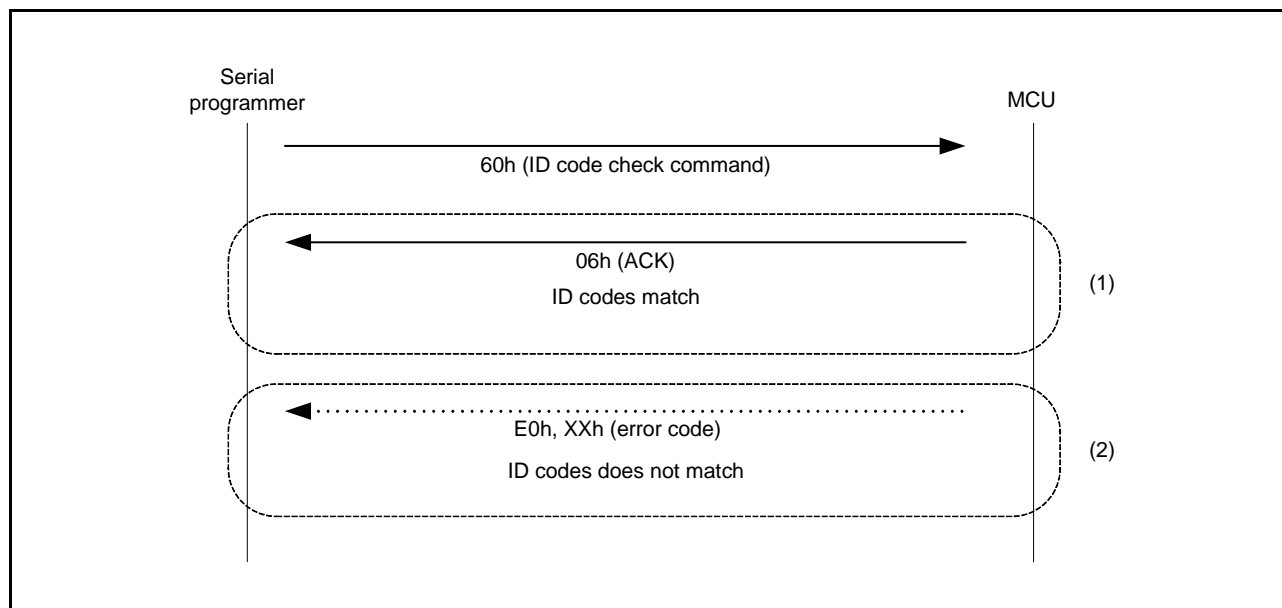 Serial
programmer
MCU
60h (ID code check command)
06h (ACK)
ID codes match
(1)
E0h, XXh (error code)
ID codes does not match
(2)